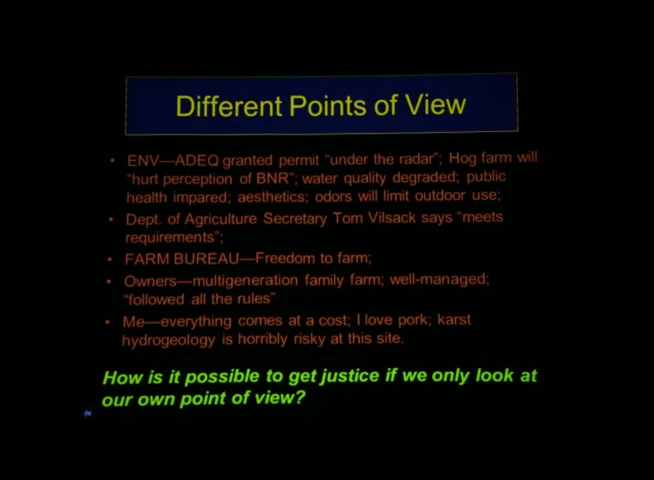 Different Points of View
• ENV—ADEQ granted permit "under the radar"; Hog farm will
"hurt perception of BNR"; water quality degraded; public
health impared; aesthetics; odors will limit outdoor use;
• Dept. of Agriculture Secretary Tom Vilsack says "meets
requirements";
• FARM BUREAU—Freedom to farm;
• Owners—multigeneration family farm; well-managed;
"followed all the rules"
• Me—everything comes at a cost; I love pork; karst
hydrogeology is horribly risky at this site.
How is it possible to get justice if we only look at
our own point of view?